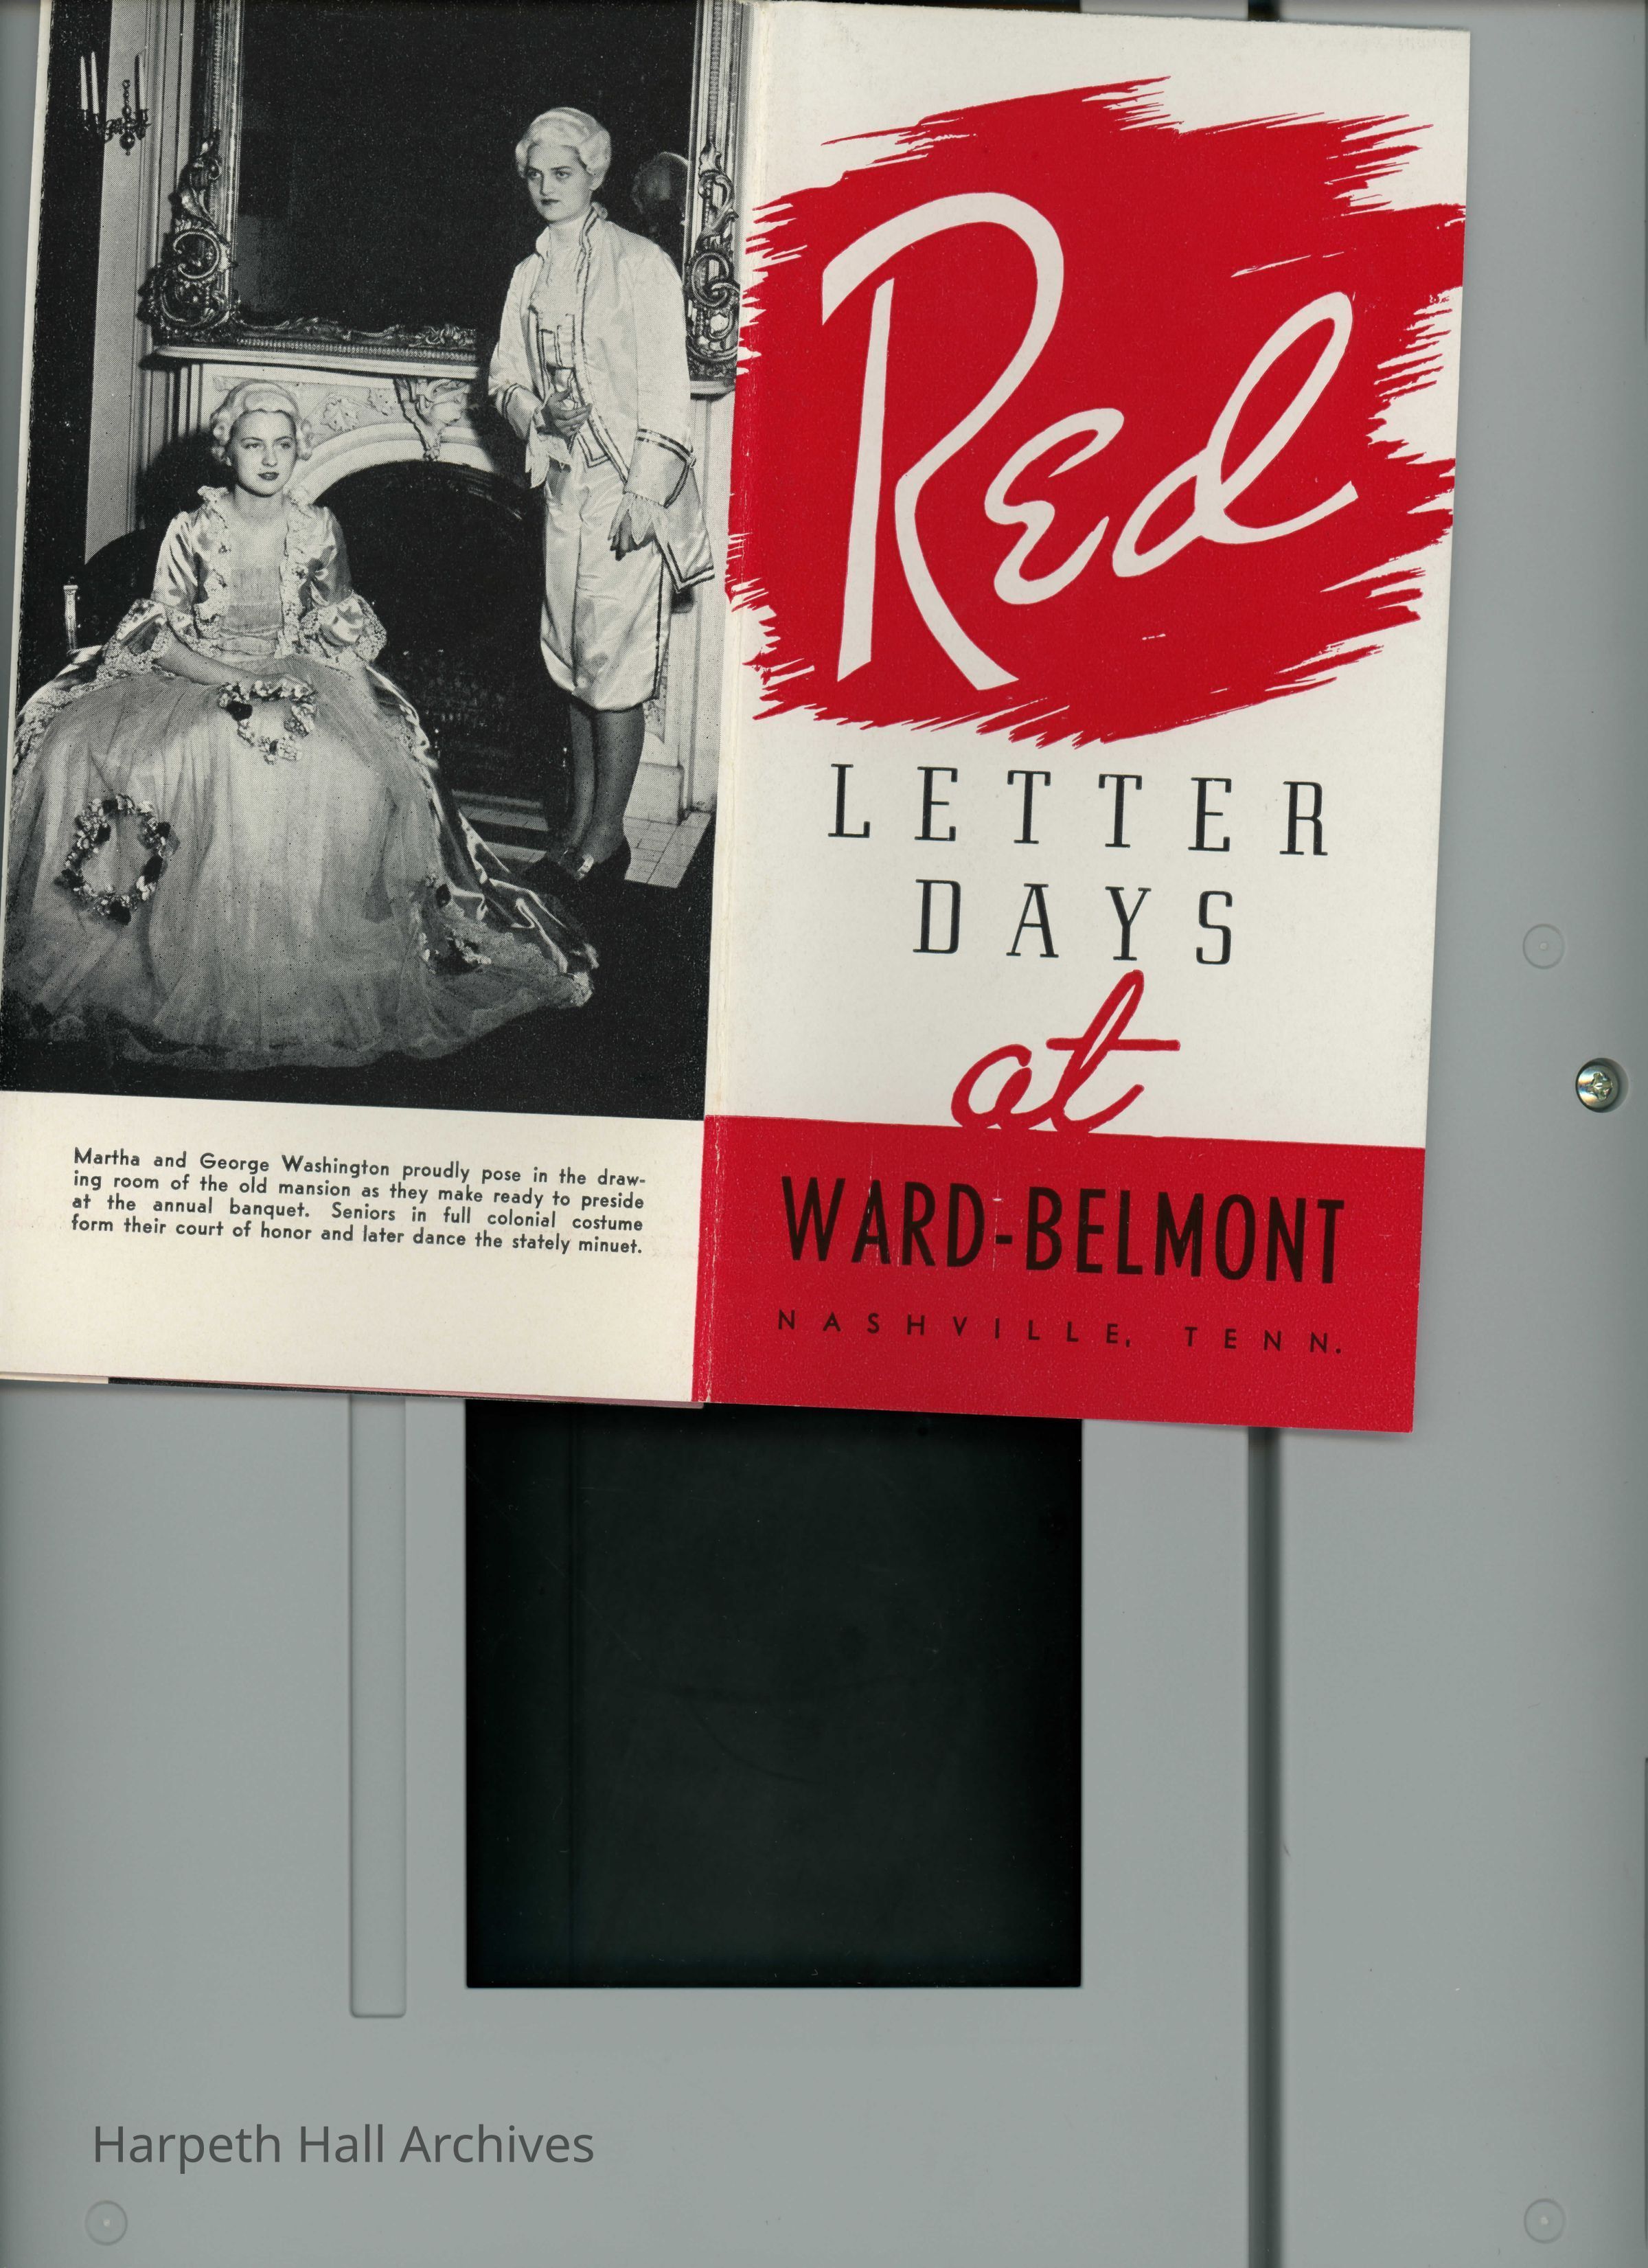 Martha and George Washington proudly pose in the draw-
ing room of the old mansion as they make ready to preside
at the annual banquet. Seniors in full colonial costume
form their court of honor and later dance the stately minuet.
Red
LETTER
DAYS
at
WARD-BELMONT
NASHVILLE, TENN.
Harpeth Hall Archives